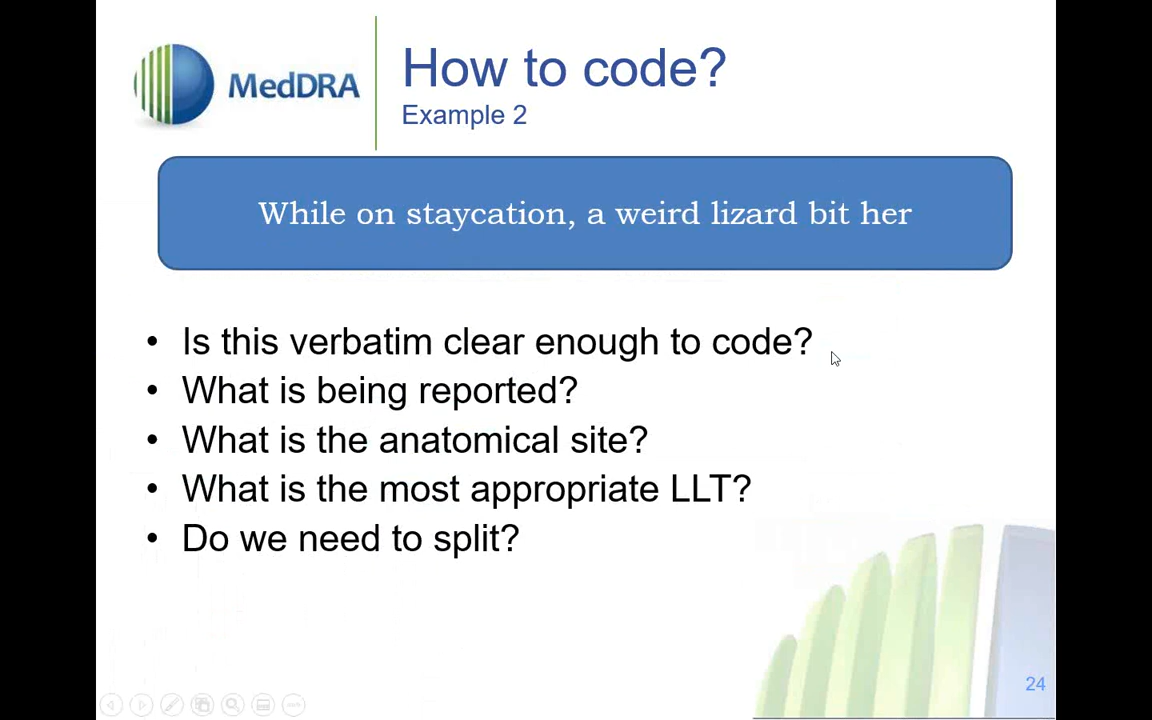 MedDRA
How to code?
Example 2
While on staycation, a weird lizard bit her
• Is this verbatim clear enough to code?
• What is being reported?
• What is the anatomical site?
• What is the most appropriate LLT?
• Do we need to split?
24